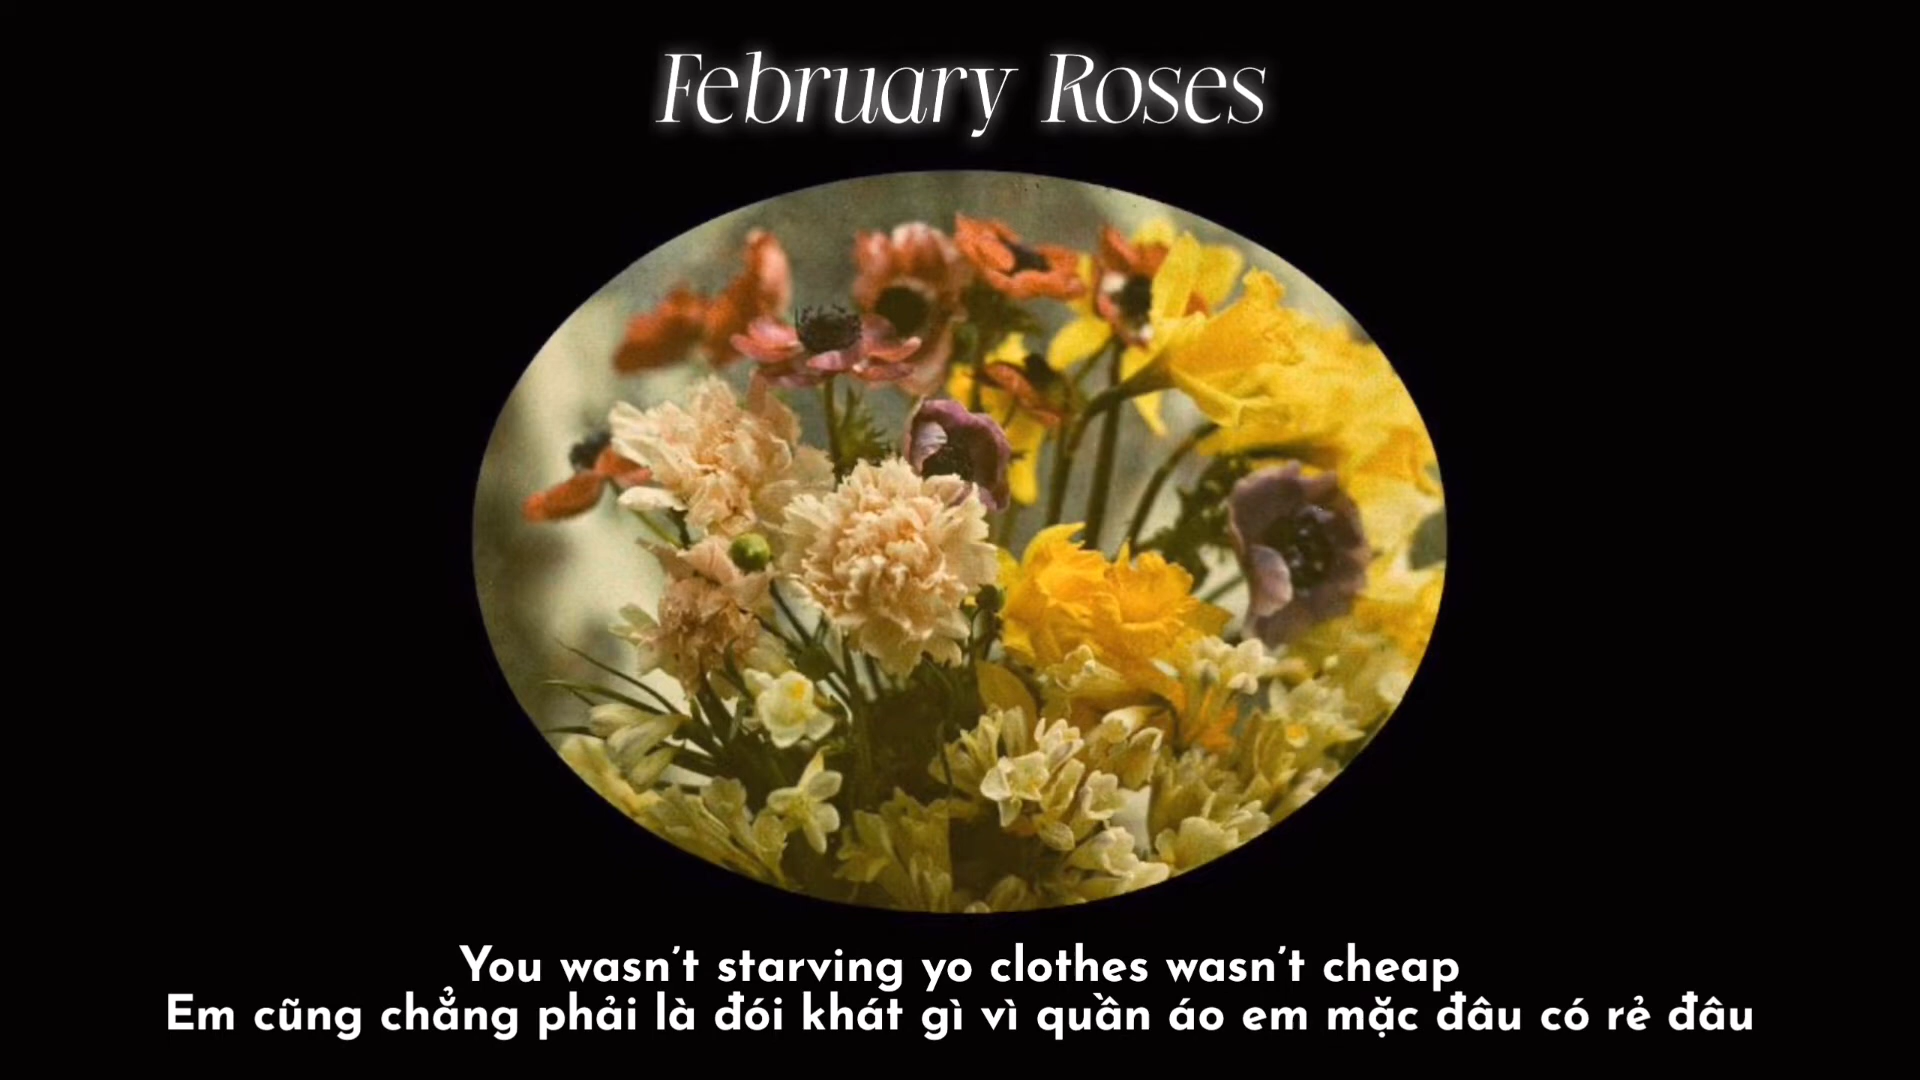 February Roses
You wasn't starving yo clothes wasn't cheap
Em cũng chẳng phải là đói khát gì vì quần áo em mặc đâu có rẻ đâu